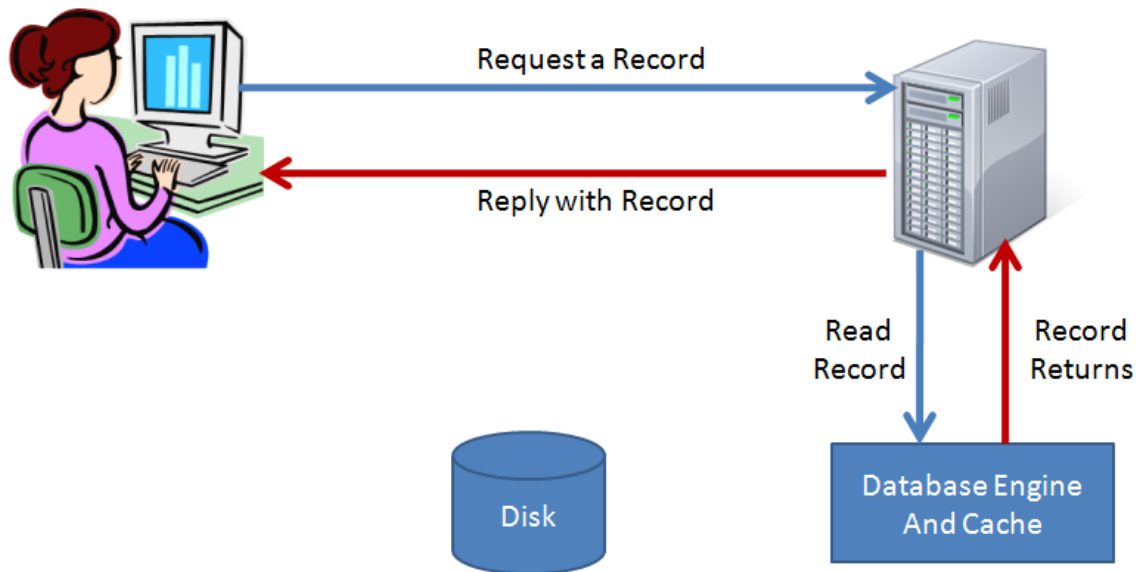 Request a Record
Reply with Record
Read
Record
Record
Returns
Disk
Database Engine
And Cache